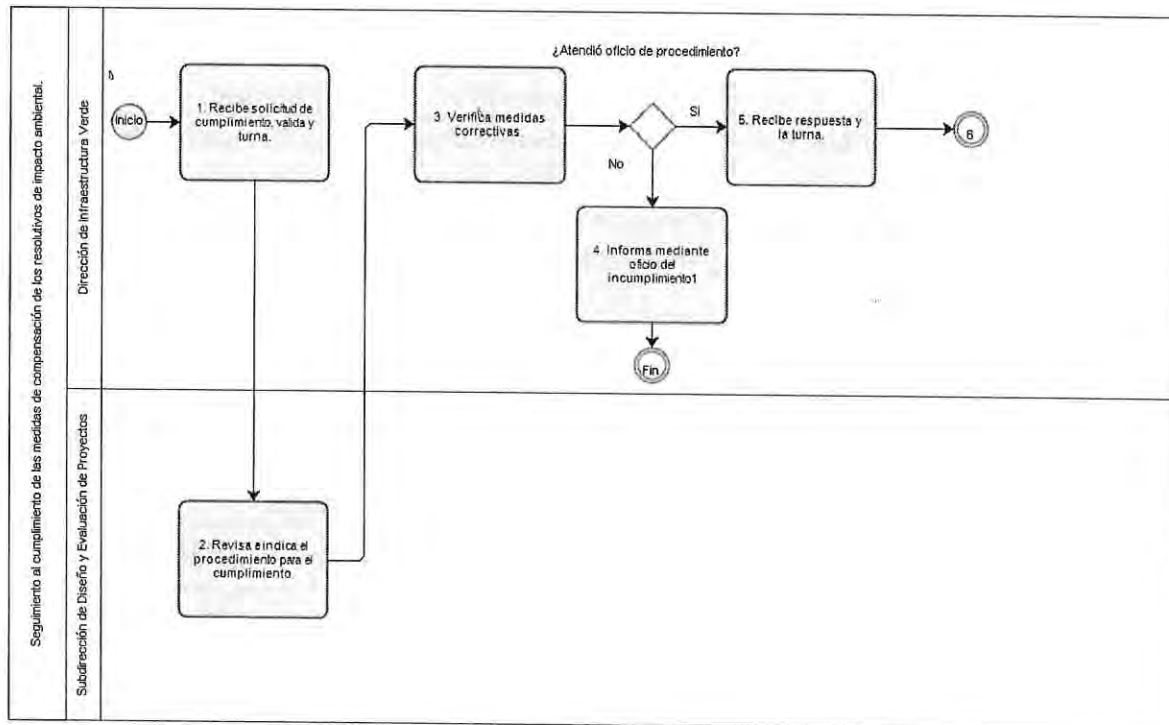 Seguimiento al cumplimiento de las medidas de compensación de los resolutivos de impacto ambiental.
Dirección de Infraestructura Verde
Inicio
1. Recibe solicitud de
cumplimiento, valida y
turna.
3. Verifica medidas
correctivas.
¿Atendió oficio de procedimiento?
Si
No
5. Recibe respuesta y
la turna.
6
4. Informa mediante
oficio del
incumplimiento1
Fin
Subdirección de Diseño y Evaluación de Proyectos
2. Revisa e indica el
procedimiento para el
cumplimiento